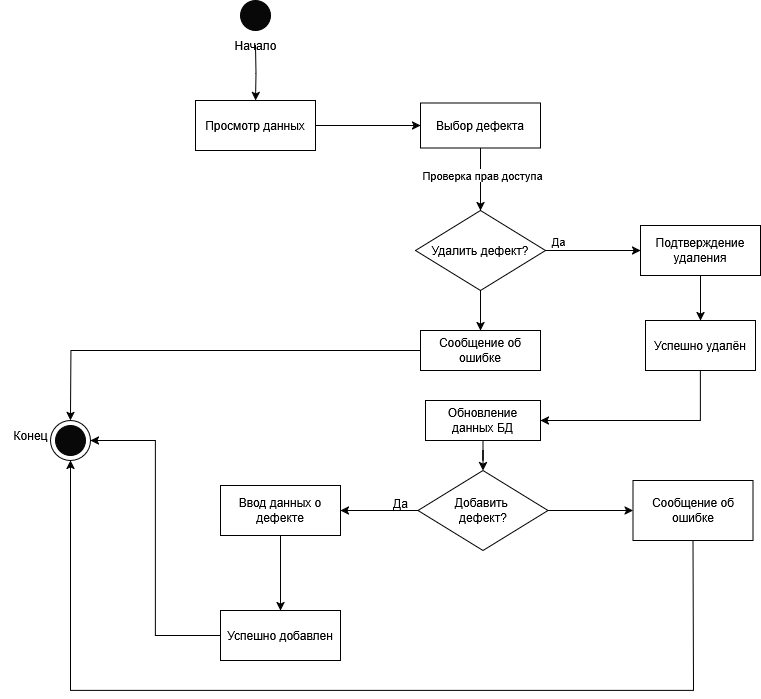 Начало
Просмотр данных
Выбор дефекта
Проверка прав доступа
Удалить дефект?
Да
Подтверждение
удаления
Успешно удалён
Сообщение об
ошибке
Обновление
данных БД
Конец
Добавить
дефект?
Да
Ввод данных о
дефекте
Сообщение об
ошибке
Успешно добавлен